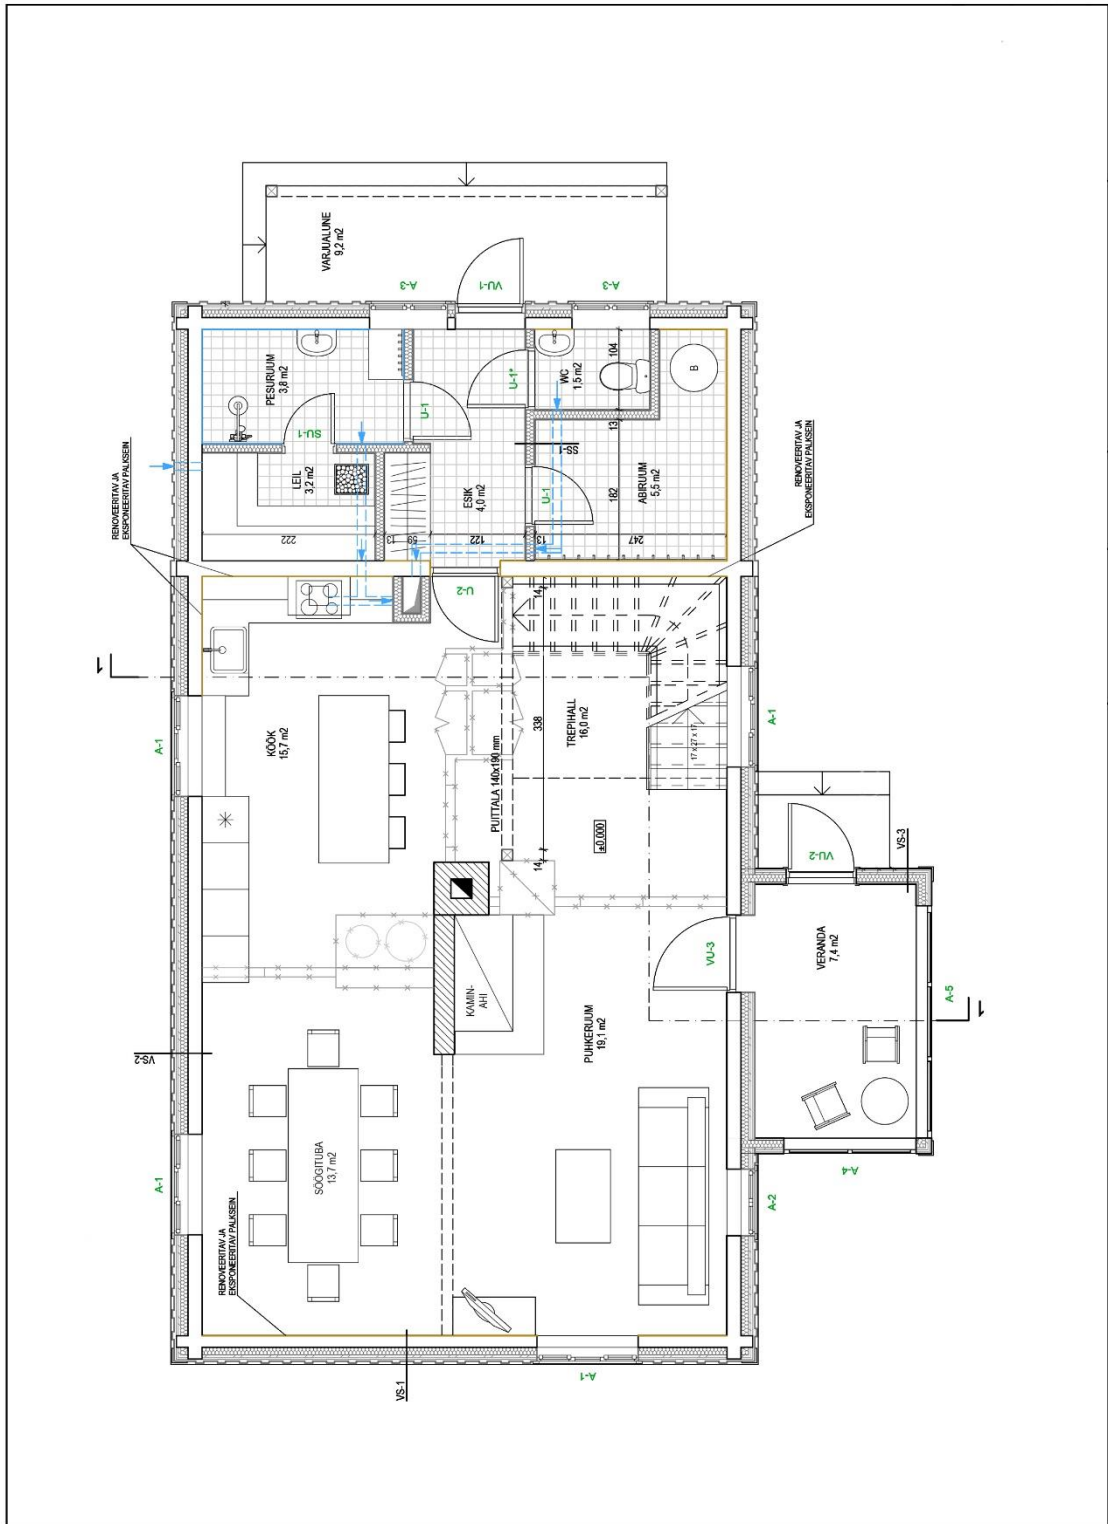 VARJUALUNE
9,2 m2
A-3
VU-1
A-3
PESURUUM
3,8 m2
SU-1
U-1
U-1*
WC
1,5 m2
104
B
RENOVEERITAV JA
EKSPONEERITAV PALKSEIN
LEIL
3,2 m2
ESIK
4,0 m2
SS-1
13
182
U-1
ABIRUUM
5,5 m2
RENOVEERITAV JA
EKSPONEERITAV PALKSEIN
222
13
59
122
13
247
U-2
14
1
A-1
KÖÖK
15,7 m2
PUITTALA 140x190 mm
338
TREPIHALL
16,0 m2
17 x 27 x 17
A-1
±0,000
14
VU-2
VS-3
VU-3
VERANDA
7,4 m2
A-5
1
KAMIN-
AHI
PUHKERUUM
19,1 m2
VS-2
A-1
SÖÖGITUBA
13,7 m2
A-4
A-2
RENOVEERITAV JA
EKSPONEERITAV PALKSEIN
VS-1
A-1